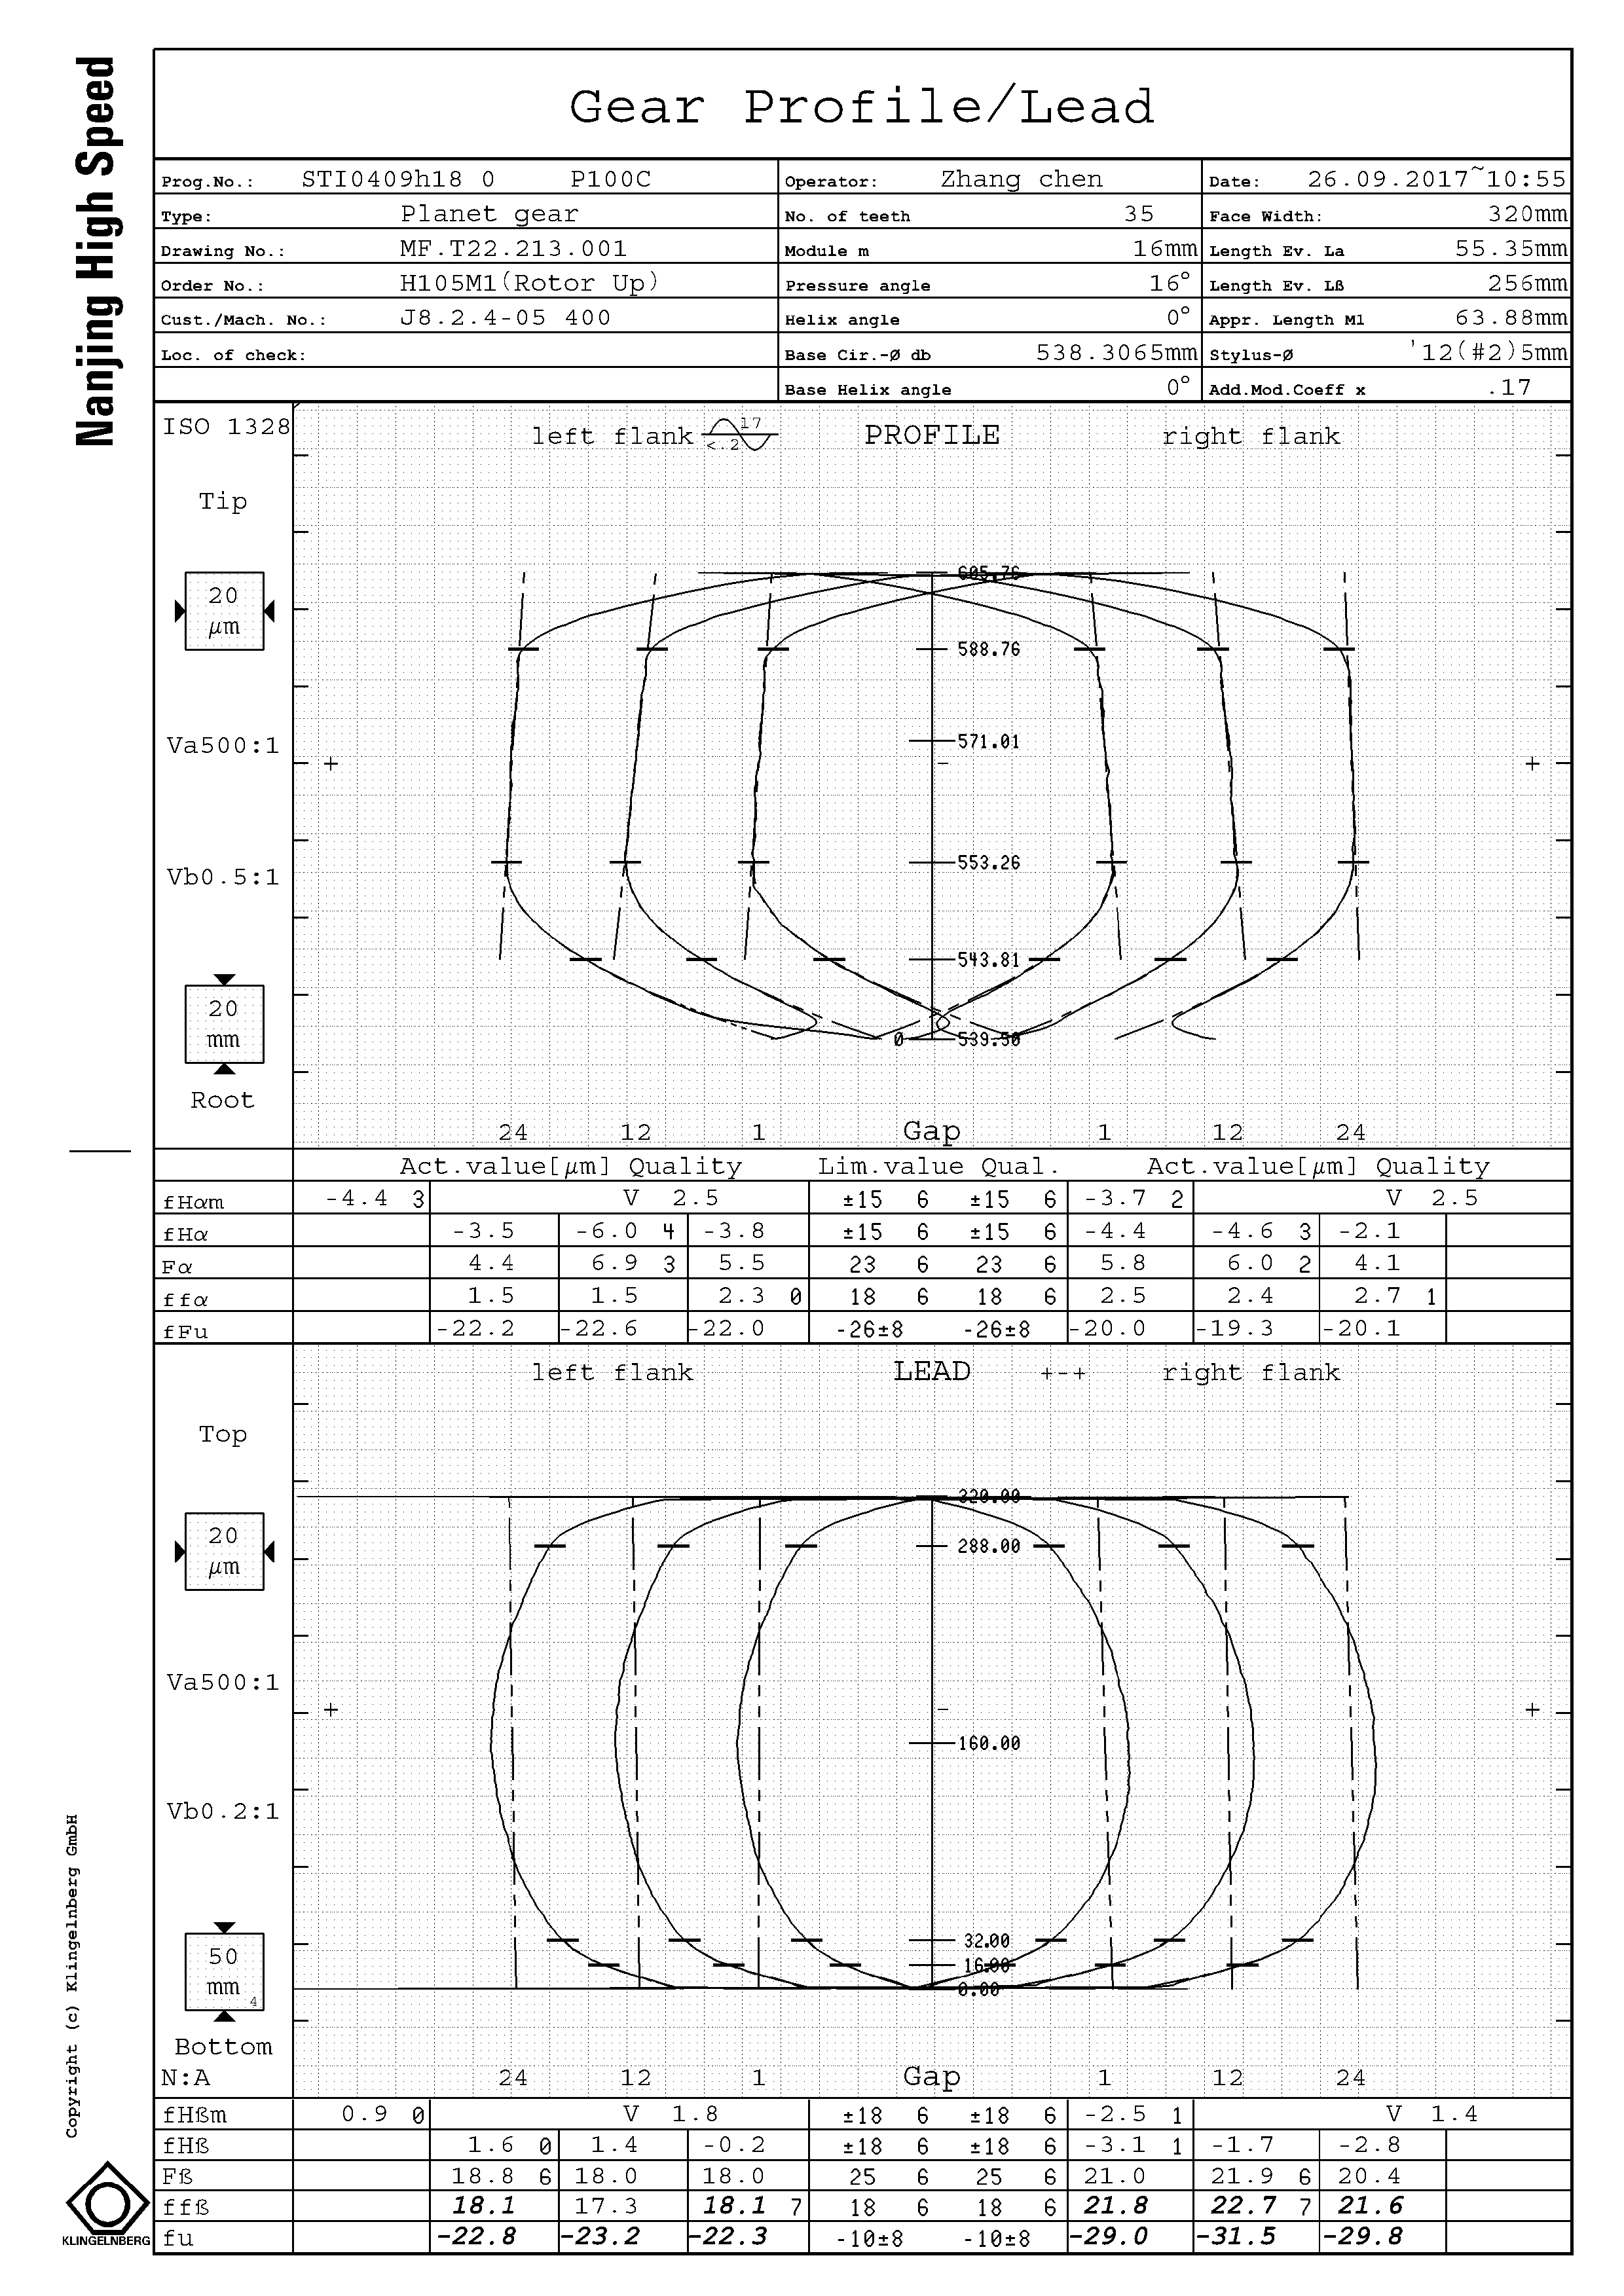 Nanjing High Speed
Gear Profile/Lead
Prog.No.: STI0409h18 0 P100C Operator: Zhang chen Date: 26.09.2017~10:55
Type: Planet gear No. of teeth 35 Face Width: 320mm
Drawing No.: MF.T22.213.001 Module m 16mm Length Ev. La 55.35mm
Order No.: H105M1(Rotor Up) Pressure angle 16° Length Ev. Lß 256mm
Cust./Mach. No.: J8.2.4-05 400 Helix angle 0° Appr. Length M1 63.88mm
Loc. of check: Base Cir.-Ø db 538.3065mm Stylus-Ø '12(#2)5mm
Base Helix angle 0° Add.Mod.Coeff x .17
ISO 1328 left flank 17 <.2 PROFILE right flank
Tip
605.76
20
µm
588.76
571.01
Va500:1
+ - +
553.26
Vb0.5:1
543.81
20
mm
0 539.50
Root
24 12 1 Gap 1 12 24
Act.value[µm] Quality Lim.value Qual. Act.value[µm] Quality
fHαm -4.4 3 V 2.5 ±15 6 ±15 6 -3.7 2 V 2.5
fHα -3.5 -6.0 4 -3.8 ±15 6 ±15 6 -4.4 -4.6 3 -2.1
Fα 4.4 6.9 3 5.5 23 6 23 6 5.8 6.0 2 4.1
ffα 1.5 1.5 2.3 0 18 6 18 6 2.5 2.4 2.7 1
fFu -22.2 -22.6 -22.0 -26±8 -26±8 -20.0 -19.3 -20.1
left flank LEAD +-+ right flank
Top
320.00
20
µm
288.00
Va500:1
+ - +
160.00
Vb0.2:1
32.00
50
mm 4
16.00
0.00
Bottom
N:A 24 12 1 Gap 1 12 24
fHßm 0.9 0 V 1.8 ±18 6 ±18 6 -2.5 1 V 1.4
fHß 1.6 0 1.4 -0.2 ±18 6 ±18 6 -3.1 1 -1.7 -2.8
Fß 18.8 6 18.0 18.0 25 6 25 6 21.0 21.9 6 20.4
ffß 18.1 17.3 18.1 7 18 6 18 6 21.8 22.7 7 21.6
fu -22.8 -23.2 -22.3 -10±8 -10±8 -29.0 -31.5 -29.8
Copyright (c) Klingelnberg GmbH
KLINGELNBERG